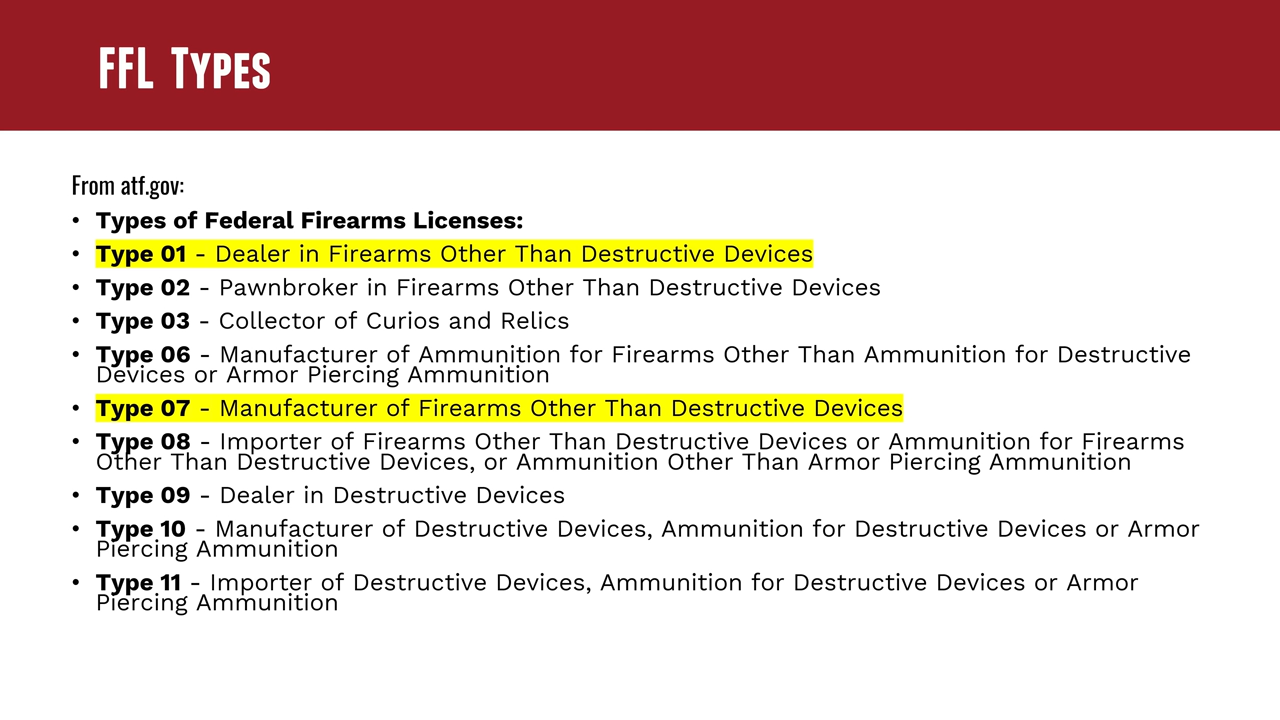 FFL Types
From atf.gov:
• Types of Federal Firearms Licenses:
• Type 01 - Dealer in Firearms Other Than Destructive Devices
• Type 02 - Pawnbroker in Firearms Other Than Destructive Devices
• Type 03 - Collector of Curios and Relics
• Type 06 - Manufacturer of Ammunition for Firearms Other Than Ammunition for Destructive
Devices or Armor Piercing Ammunition
• Type 07 - Manufacturer of Firearms Other Than Destructive Devices
• Type 08 - Importer of Firearms Other Than Destructive Devices or Ammunition for Firearms
Other Than Destructive Devices, or Ammunition Other Than Armor Piercing Ammunition
• Type 09 - Dealer in Destructive Devices
• Type 10 - Manufacturer of Destructive Devices, Ammunition for Destructive Devices or Armor
Piercing Ammunition
• Type 11 - Importer of Destructive Devices, Ammunition for Destructive Devices or Armor
Piercing Ammunition